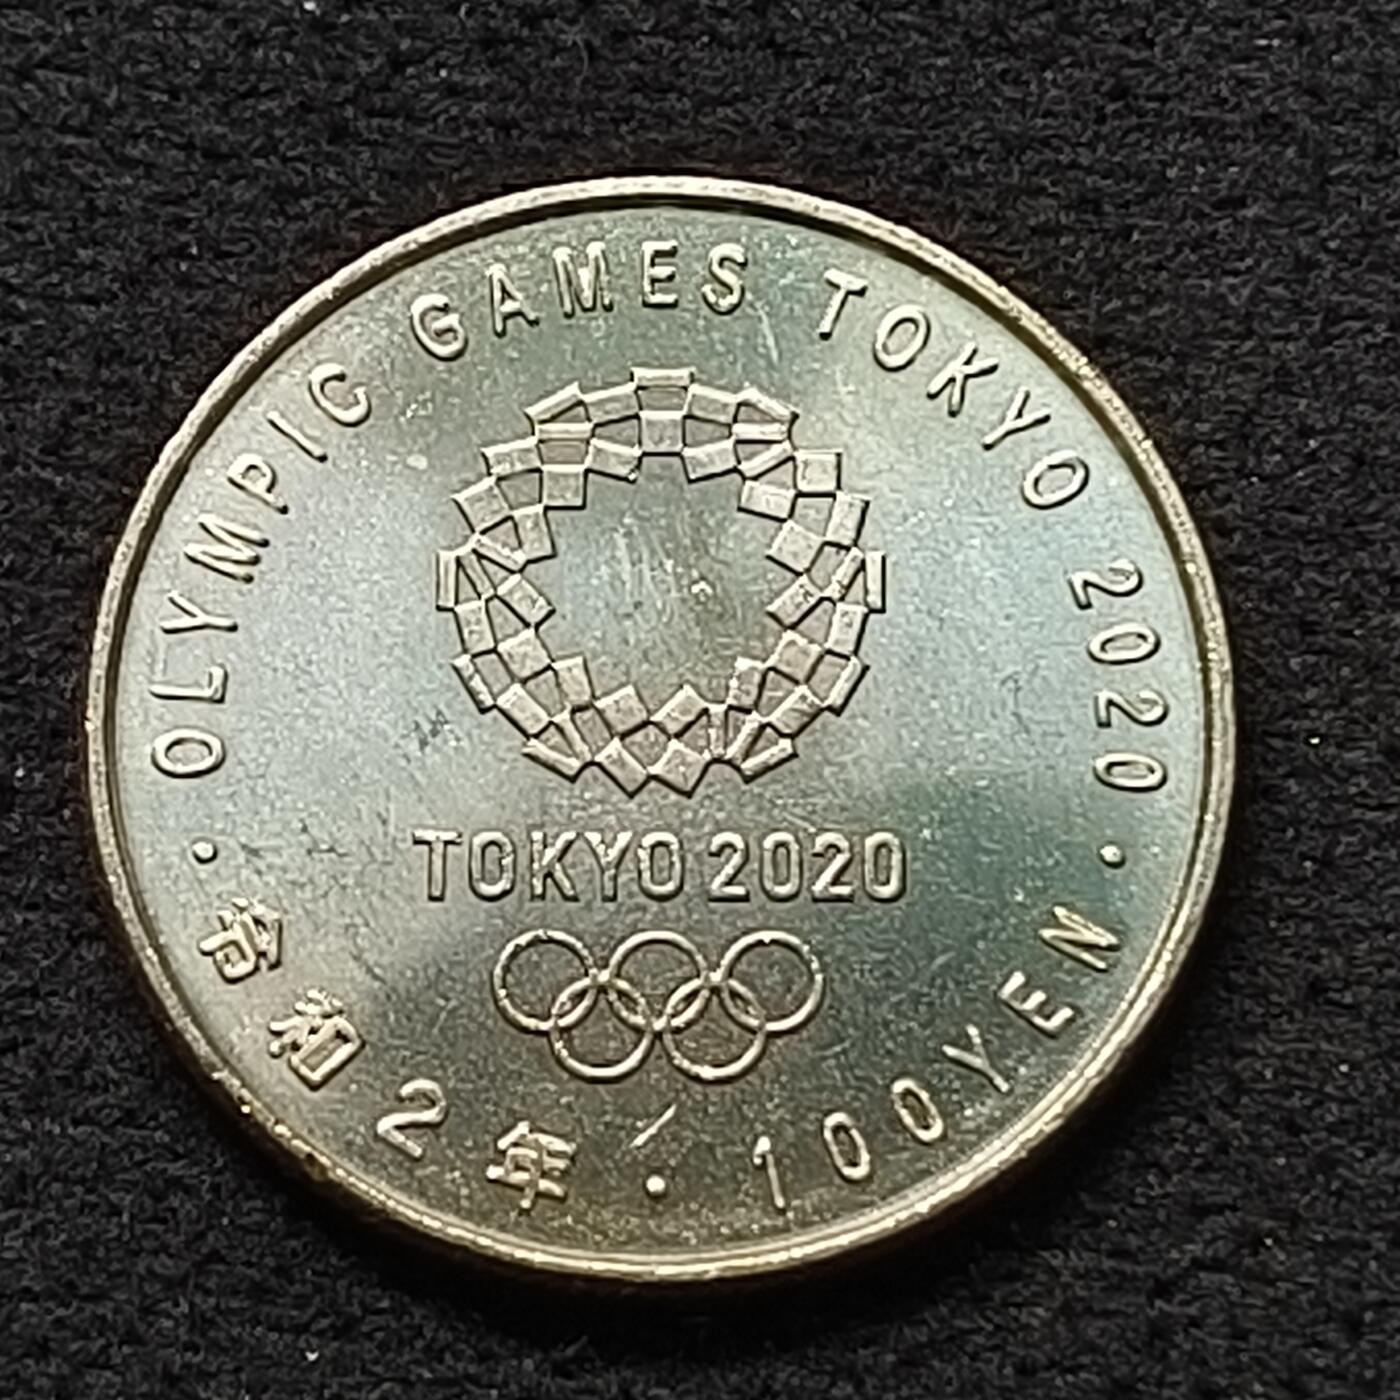 OLYMPIC GAMES TOKYO 2020
TOKYO 2020
・令和2年・100YEN・